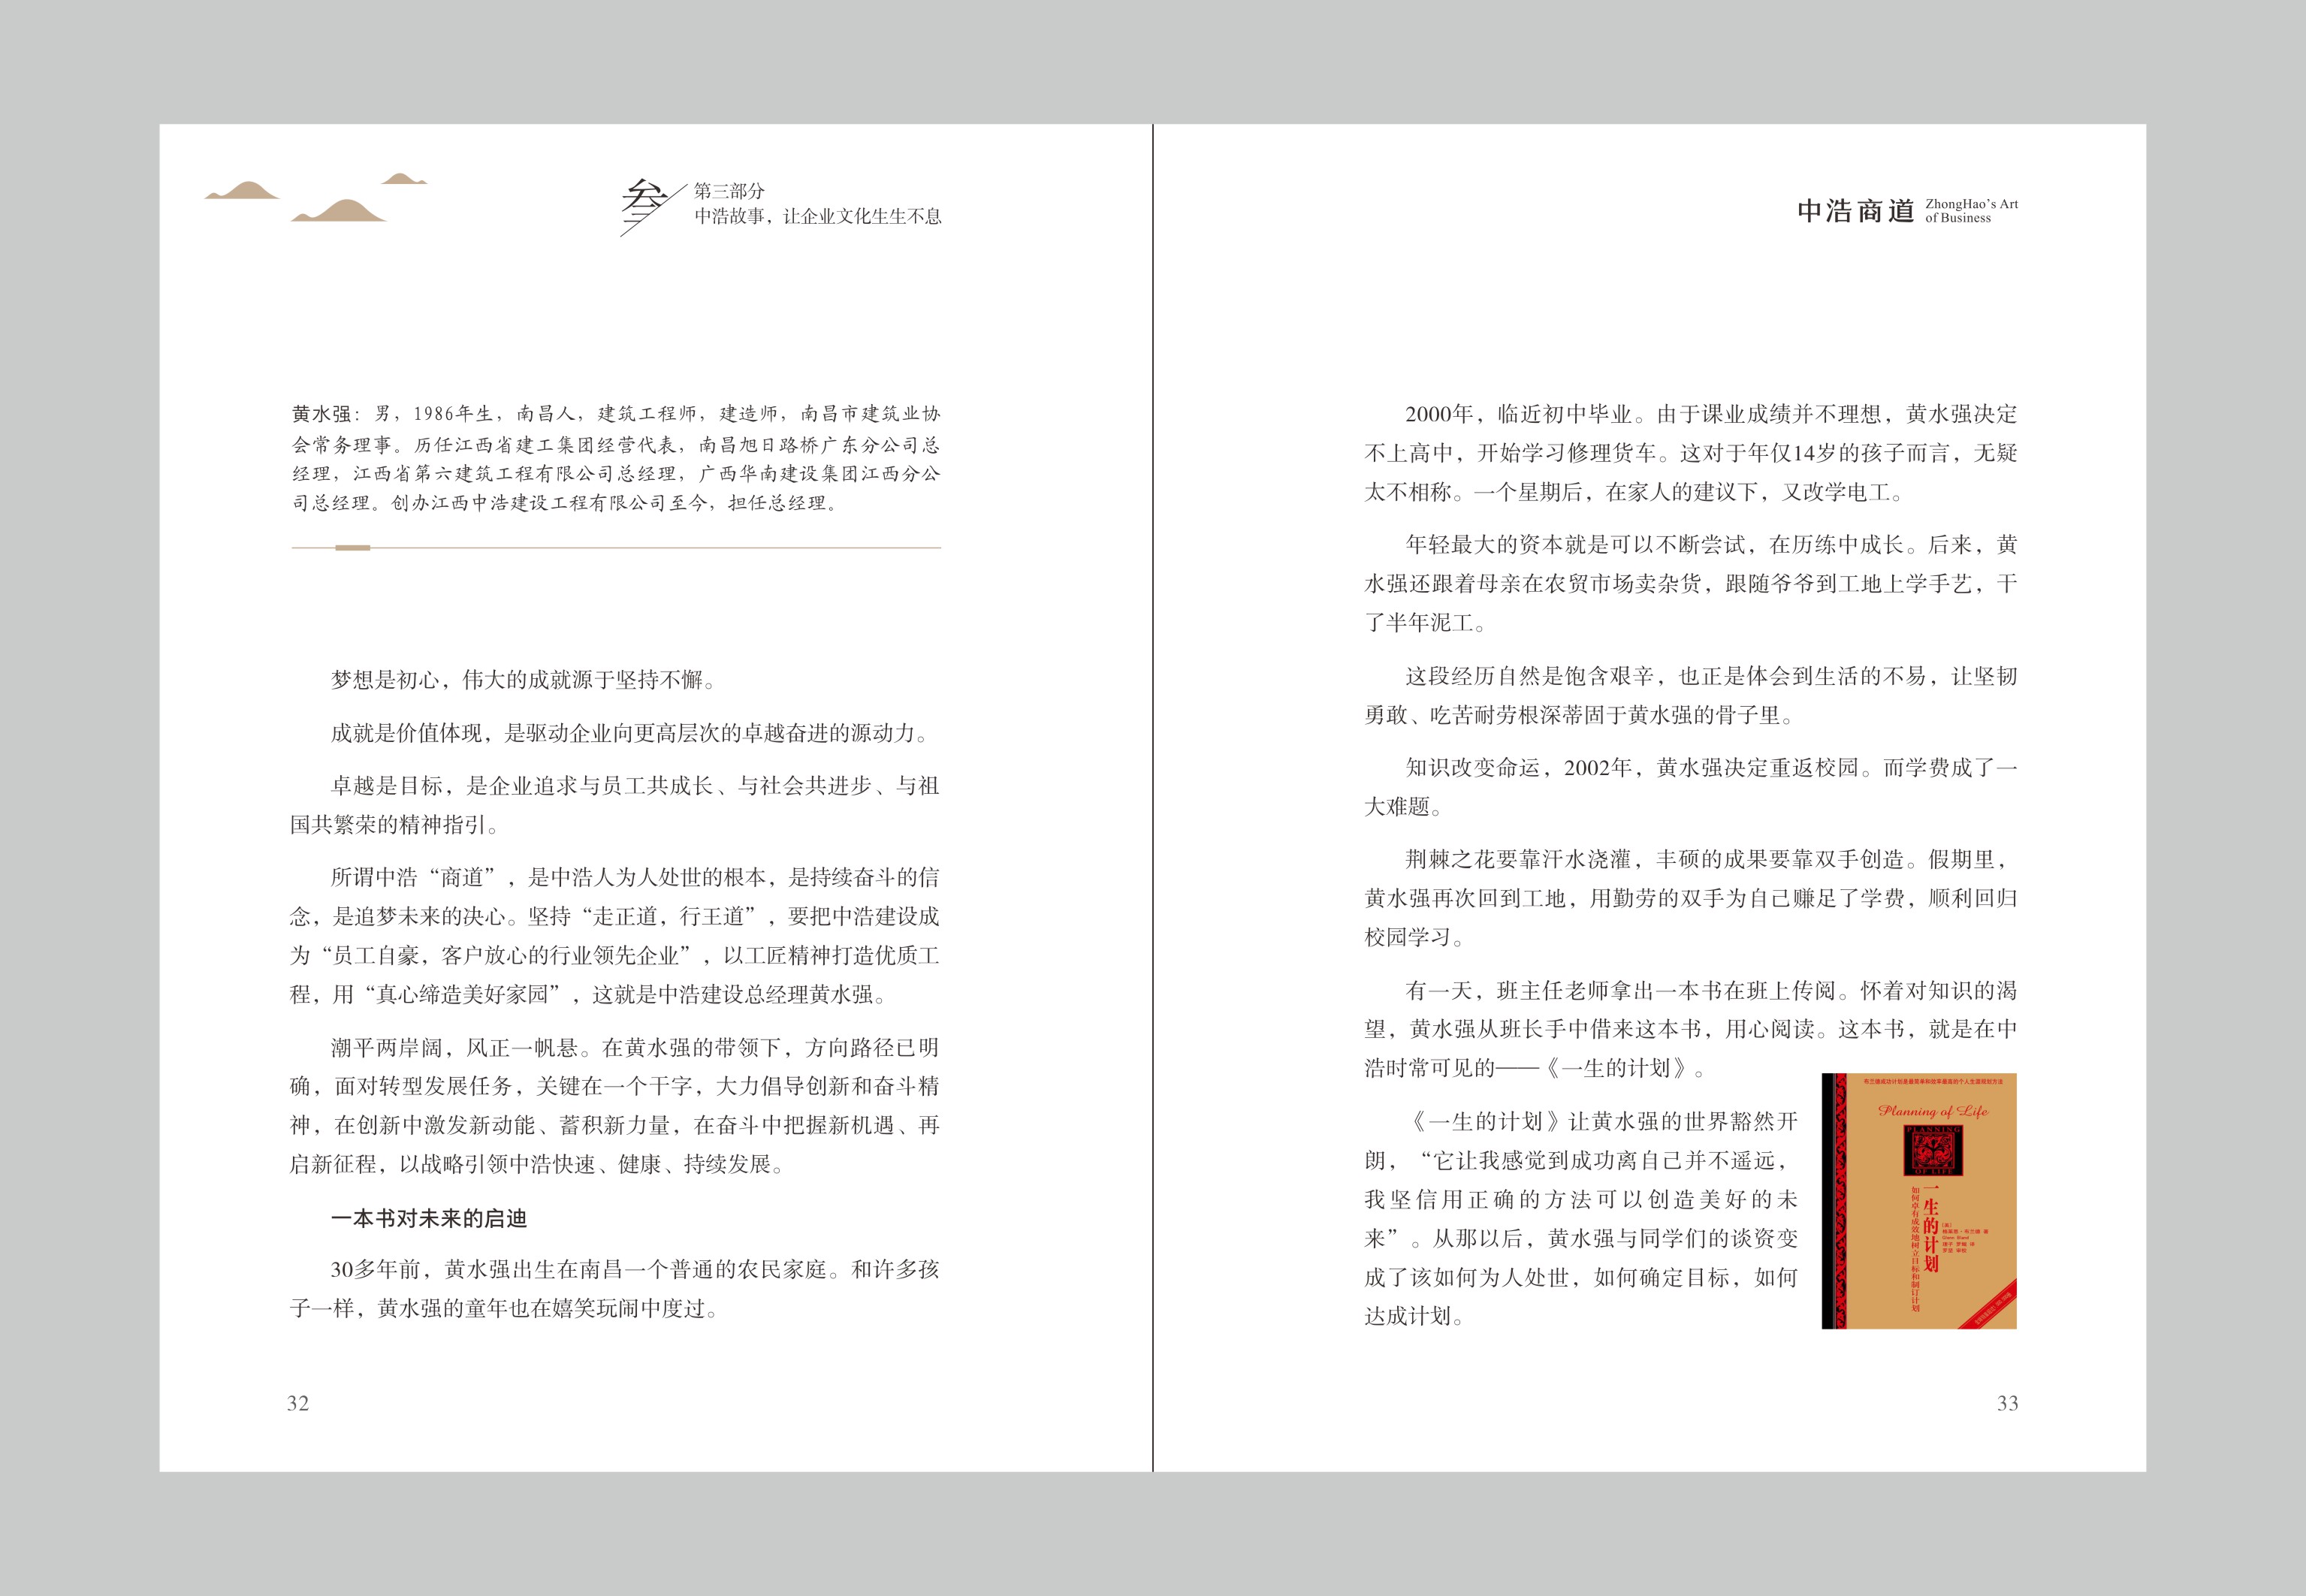 叁
第三部分
中浩故事，让企业文化生生不息
黄水强：男，1986年生，南昌人，建筑工程师，建造师，南昌市建筑业协
会常务理事。历任江西省建工集团经营代表，南昌旭日路桥广东分公司总
经理，江西省第六建筑工程有限公司总经理，广西华南建设集团江西分公
司总经理。创办江西中浩建设工程有限公司至今，担任总经理。
梦想是初心，伟大的成就源于坚持不懈。
成就是价值体现，是驱动企业向更高层次的卓越奋进的源动力。
卓越是目标，是企业追求与员工共成长、与社会共进步、与祖
国共繁荣的精神指引。
所谓中浩“商道”，是中浩人为人处世的根本，是持续奋斗的信
念，是追梦未来的决心。坚持“走正道，行王道”，要把中浩建设成
为“员工自豪，客户放心的行业领先企业”，以工匠精神打造优质工
程，用“真心缔造美好家园”，这就是中浩建设总经理黄水强。
潮平两岸阔，风正一帆悬。在黄水强的带领下，方向路径已明
确，面对转型发展任务，关键在一个干字，大力倡导创新和奋斗精
神，在创新中激发新动能、蓄积新力量，在奋斗中把握新机遇、再
启新征程，以战略引领中浩快速、健康、持续发展。
一本书对未来的启迪
30多年前，黄水强出生在南昌一个普通的农民家庭。和许多孩
子一样，黄水强的童年也在嬉笑玩闹中度过。
32
中浩商道
ZhongHao's Art
of Business
2000年，临近初中毕业。由于课业成绩并不理想，黄水强决定
不上高中，开始学习修理货车。这对于年仅14岁的孩子而言，无疑
太不相称。一个星期后，在家人的建议下，又改学电工。
年轻最大的资本就是可以不断尝试，在历练中成长。后来，黄
水强还跟着母亲在农贸市场卖杂货，跟随爷爷到工地上学手艺，干
了半年泥工。
这段经历自然是饱含艰辛，也正是体会到生活的不易，让坚韧
勇敢、吃苦耐劳根深蒂固于黄水强的骨子里。
知识改变命运，2002年，黄水强决定重返校园。而学费成了一
大难题。
荆棘之花要靠汗水浇灌，丰硕的成果要靠双手创造。假期里，
黄水强再次回到工地，用勤劳的双手为自己赚足了学费，顺利回归
校园学习。
有一天，班主任老师拿出一本书在班上传阅。怀着对知识的渴
望，黄水强从班长手中借来这本书，用心阅读。这本书，就是在中
浩时常可见的——《一生的计划》。
《一生的计划》让黄水强的世界豁然开
朗，“它让我感觉到成功离自己并不遥远，
我坚信用正确的方法可以创造美好的未
来”。从那以后，黄水强与同学们的谈资变
成了该如何为人处世，如何确定目标，如何
达成计划。
布兰德成功计划是最简单和效率最高的个人生涯规划方法
Planning of Life
PLANNING
OF LIFE
一生的计划
如何卓有成效地树立目标和制订计划
33